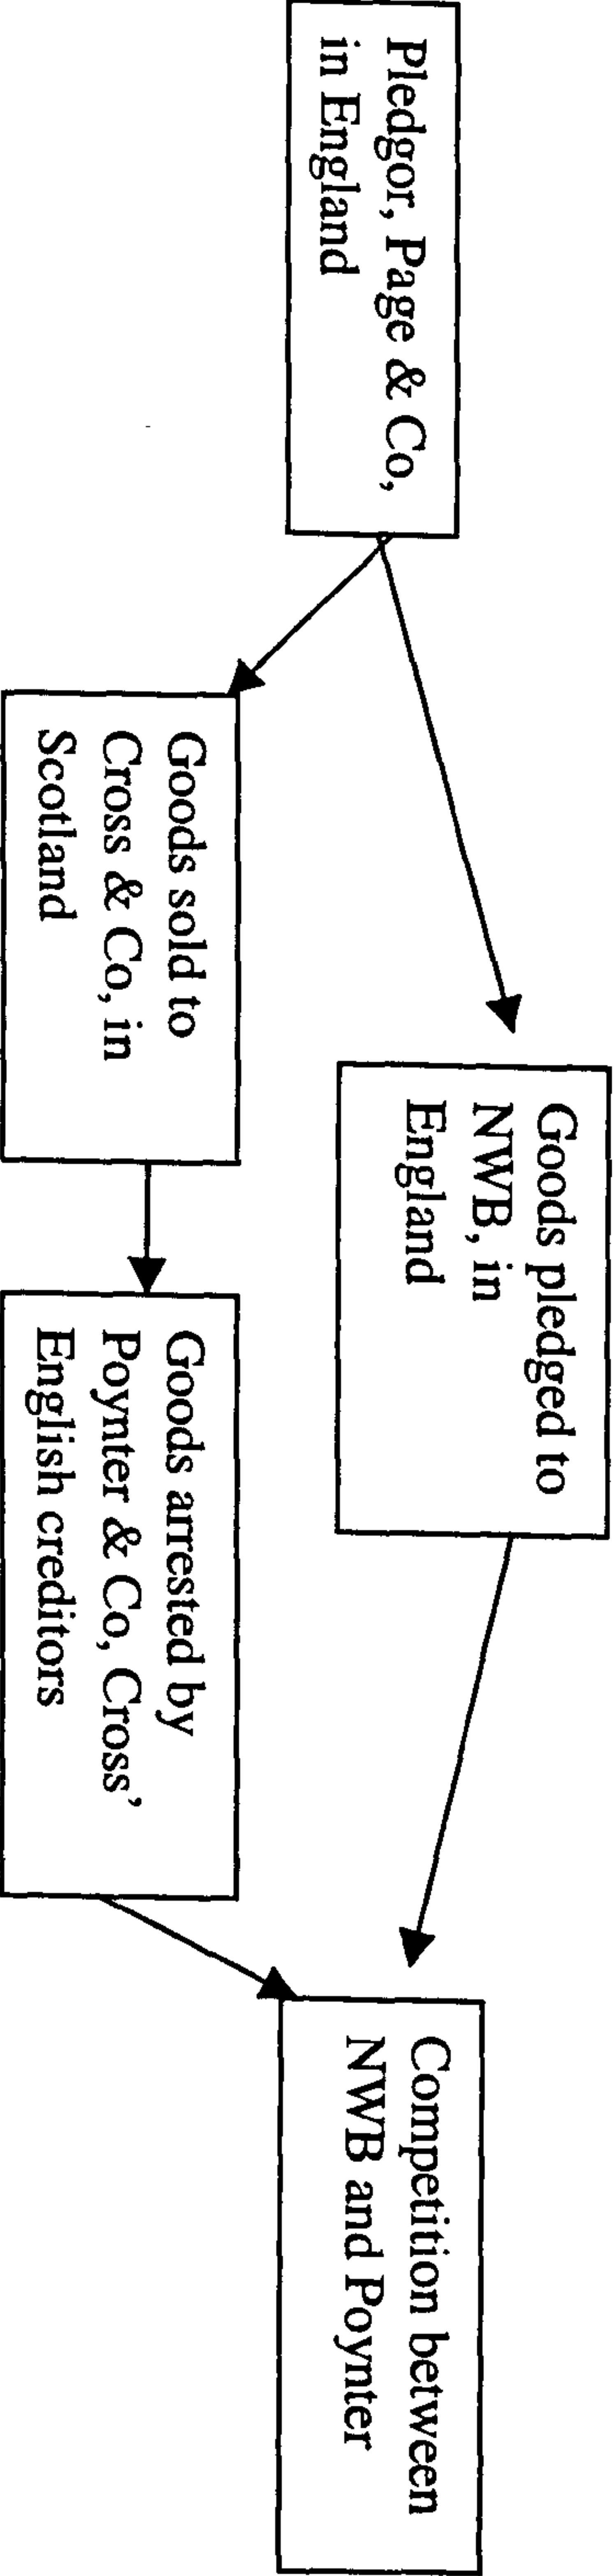 Pledgor, Page & Co,
in England
Goods pledged to
NWB, in
England
Goods sold to
Cross & Co, in
Scotland
Goods arrested by
Poynter & Co, Cross’
English creditors
Competition between
NWB and Poynter